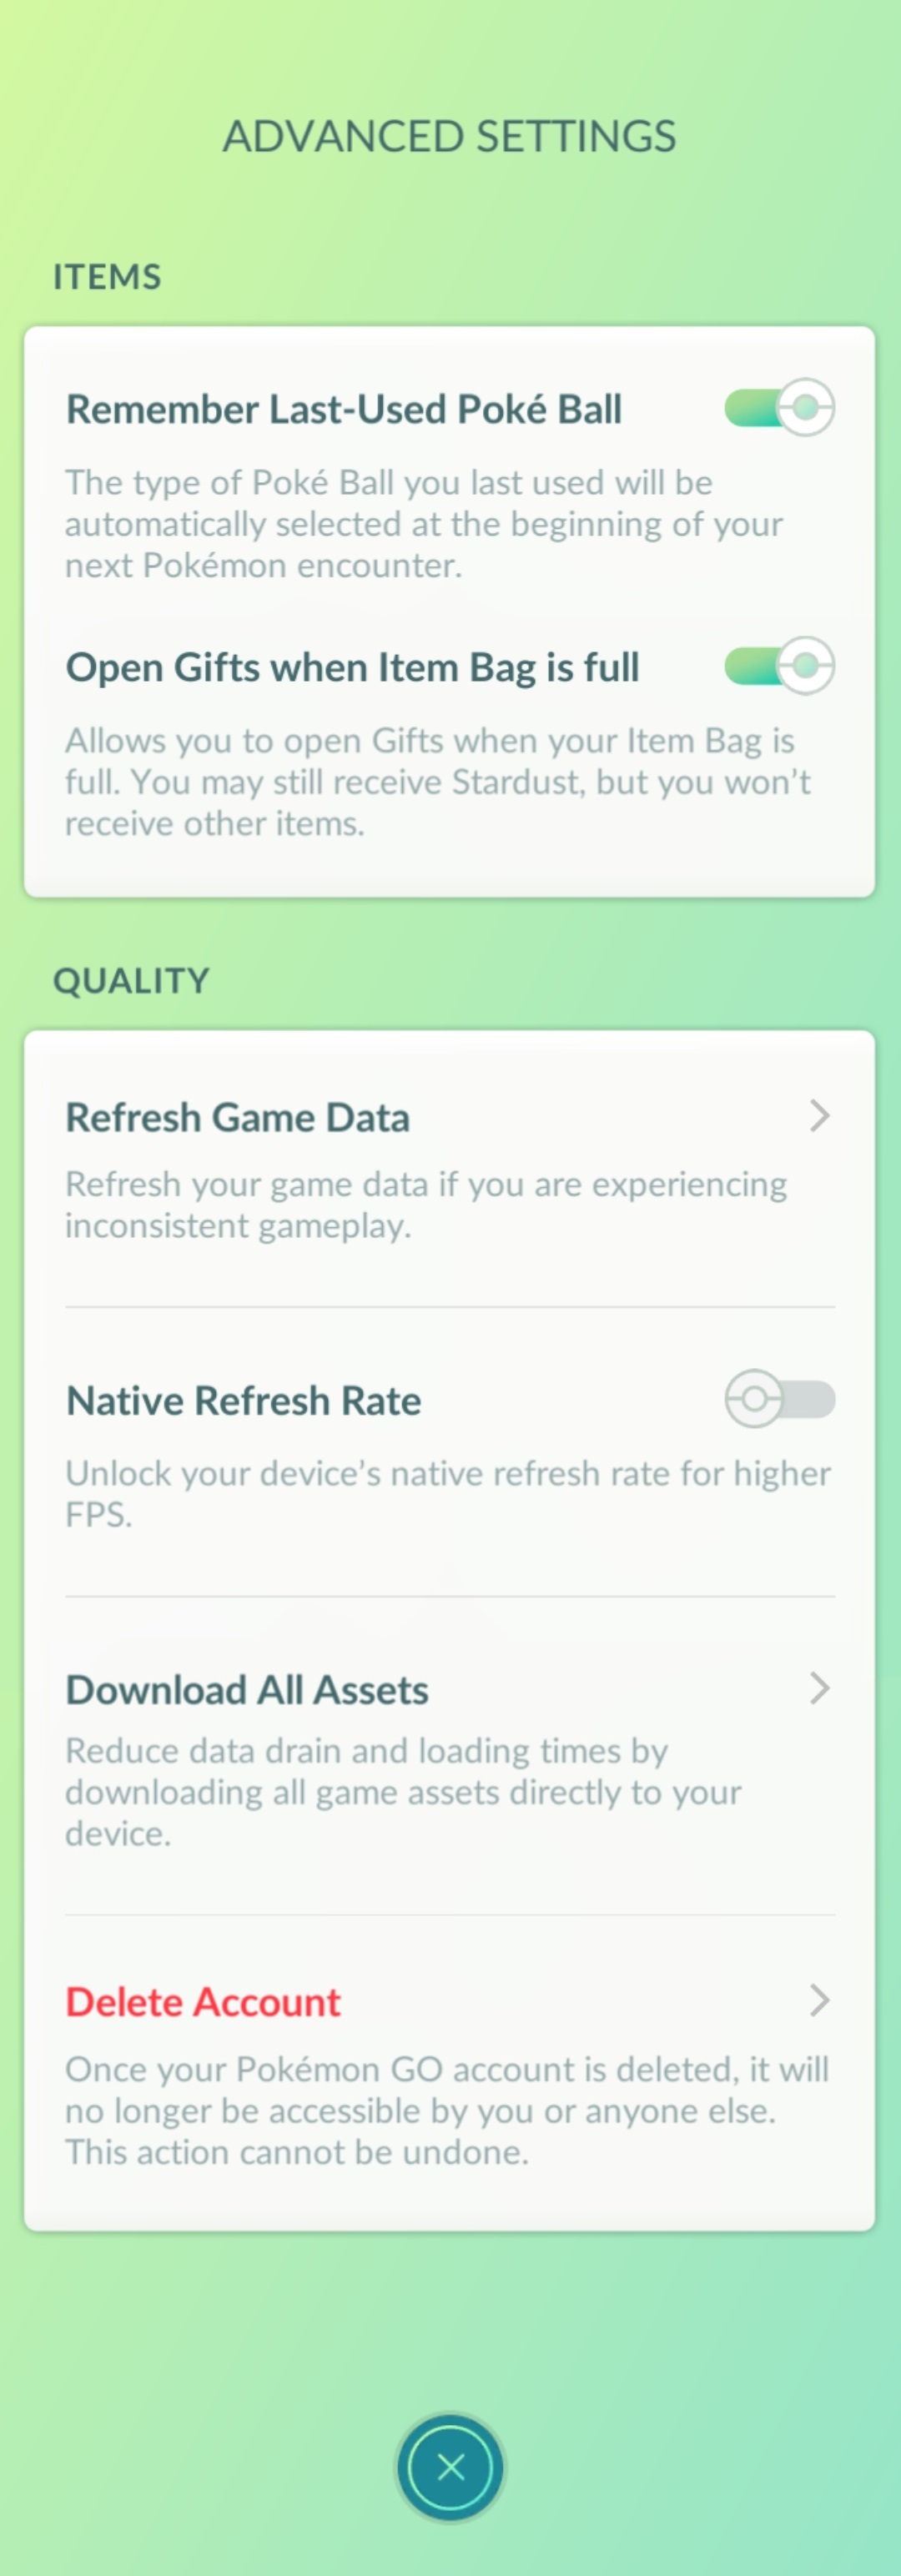 ADVANCED SETTINGS
ITEMS
Remember Last-Used Poké Ball
The type of Poké Ball you last used will be
automatically selected at the beginning of your
next Pokémon encounter.
Open Gifts when Item Bag is full
Allows you to open Gifts when your Item Bag is
full. You may still receive Stardust, but you won’t
receive other items.
QUALITY
Refresh Game Data
Refresh your game data if you are experiencing
inconsistent gameplay.
Native Refresh Rate
Unlock your device’s native refresh rate for higher
FPS.
Download All Assets
Reduce data drain and loading times by
downloading all game assets directly to your
device.
Delete Account
Once your Pokémon GO account is deleted, it will
no longer be accessible by you or anyone else.
This action cannot be undone.